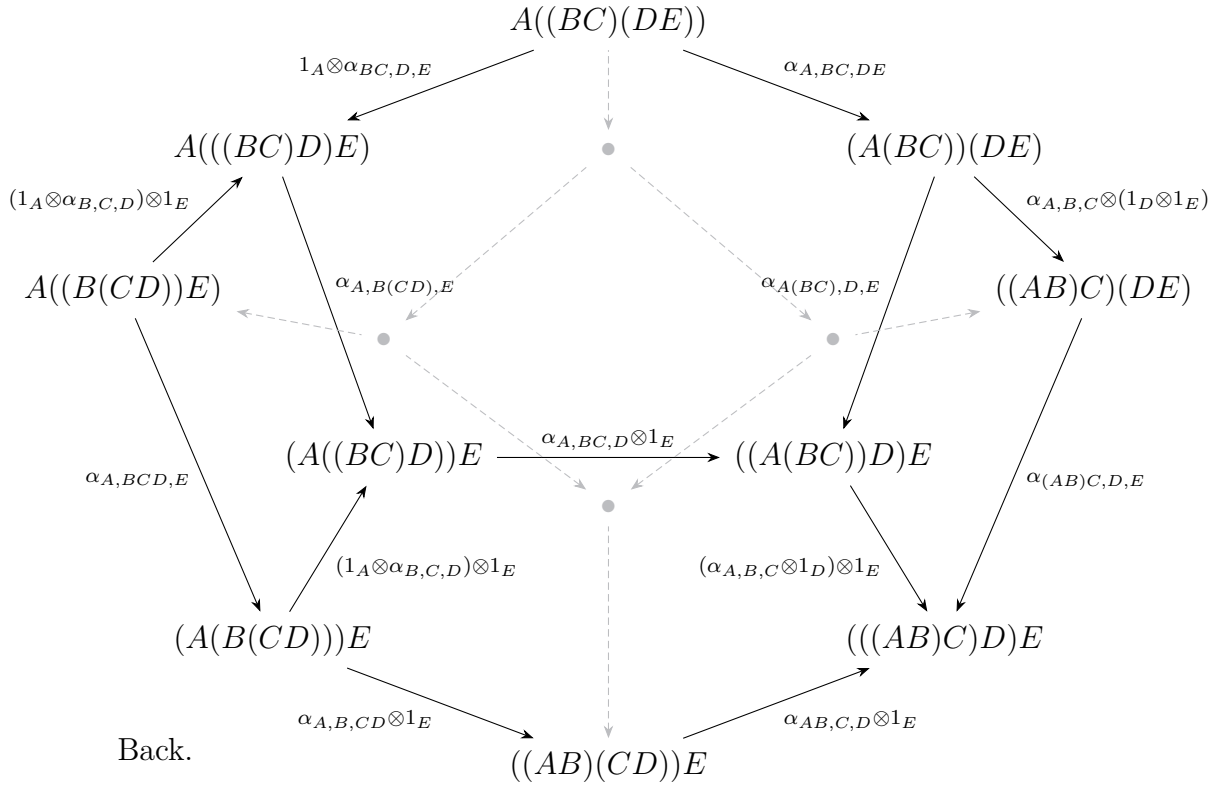 A((BC)(DE))
1_A⊗α_{BC,D,E}
α_{A,BC,DE}
A(((BC)D)E)
(A(BC))(DE)
(1_A⊗α_{B,C,D})⊗1_E
α_{A,B,C}⊗(1_D⊗1_E)
A((B(CD))E)
α_{A,B(CD),E}
α_{A(BC),D,E}
((AB)C)(DE)
(A((BC)D))E
α_{A,BC,D}⊗1_E
((A(BC))D)E
α_{A,BCD,E}
α_{(AB)C,D,E}
(1_A⊗α_{B,C,D})⊗1_E
(α_{A,B,C}⊗1_D)⊗1_E
(A(B(CD)))E
(((AB)C)D)E
α_{A,B,CD}⊗1_E
α_{AB,C,D}⊗1_E
Back.
((AB)(CD))E